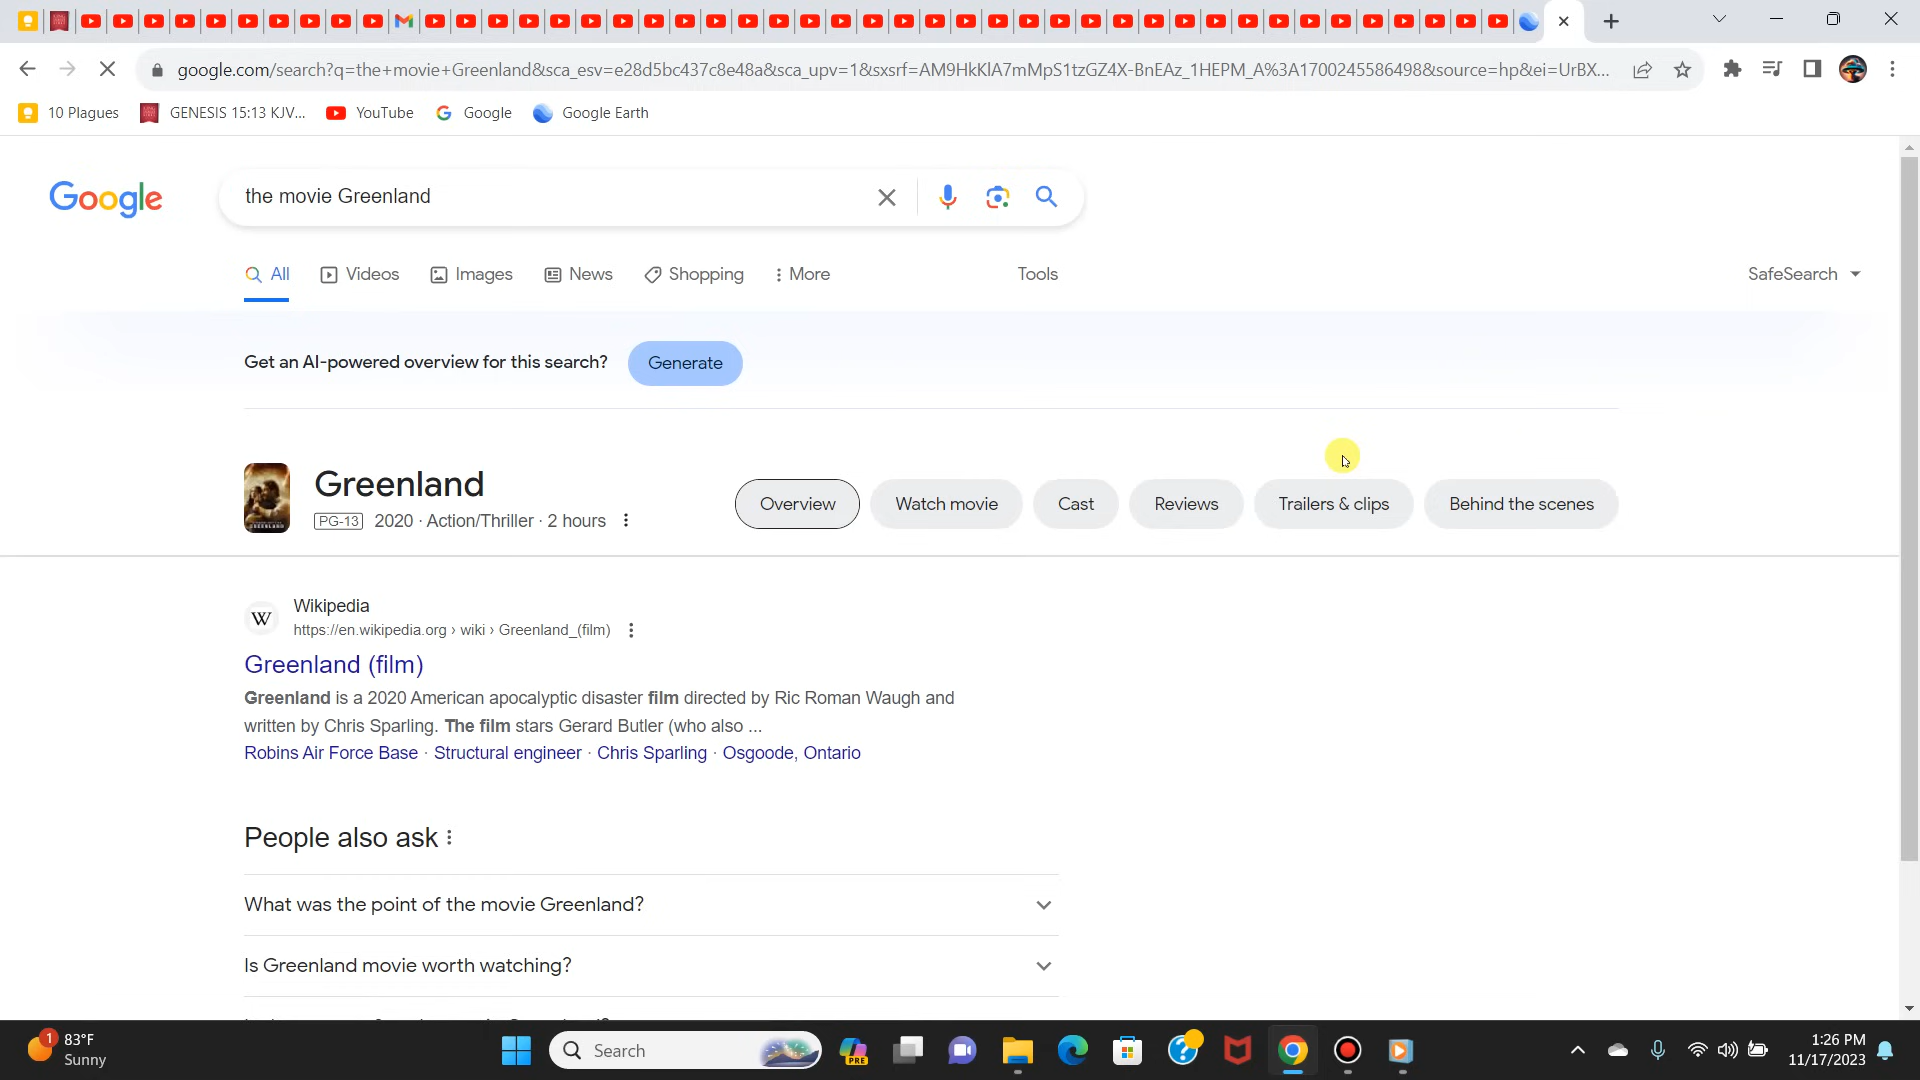 google.com/search?q=the+movie+Greenland&sca_esv=e28d5bc437c8e48a&sca_upv=1&sxsrf=AM9HkKlA7mMpS1tzGZ4X-BnEAz_1HEPM_A%3A1700245586498&source=hp&ei=UrBX...
10 Plagues
GENESIS 15:13 KJV...
YouTube
Google
Google Earth
Google
the movie Greenland
All
Videos
Images
News
Shopping
More
Tools
SafeSearch
Get an AI-powered overview for this search?
Generate
Greenland
PG-13 2020 · Action/Thriller · 2 hours
Overview
Watch movie
Cast
Reviews
Trailers & clips
Behind the scenes
W
Wikipedia
https://en.wikipedia.org › wiki › Greenland_(film)
Greenland (film)
Greenland is a 2020 American apocalyptic disaster film directed by Ric Roman Waugh and
written by Chris Sparling. The film stars Gerard Butler (who also ...
Robins Air Force Base · Structural engineer · Chris Sparling · Osgoode, Ontario
People also ask
What was the point of the movie Greenland?
Is Greenland movie worth watching?
1
83°F
Sunny
Search
PRE
1:26 PM
11/17/2023